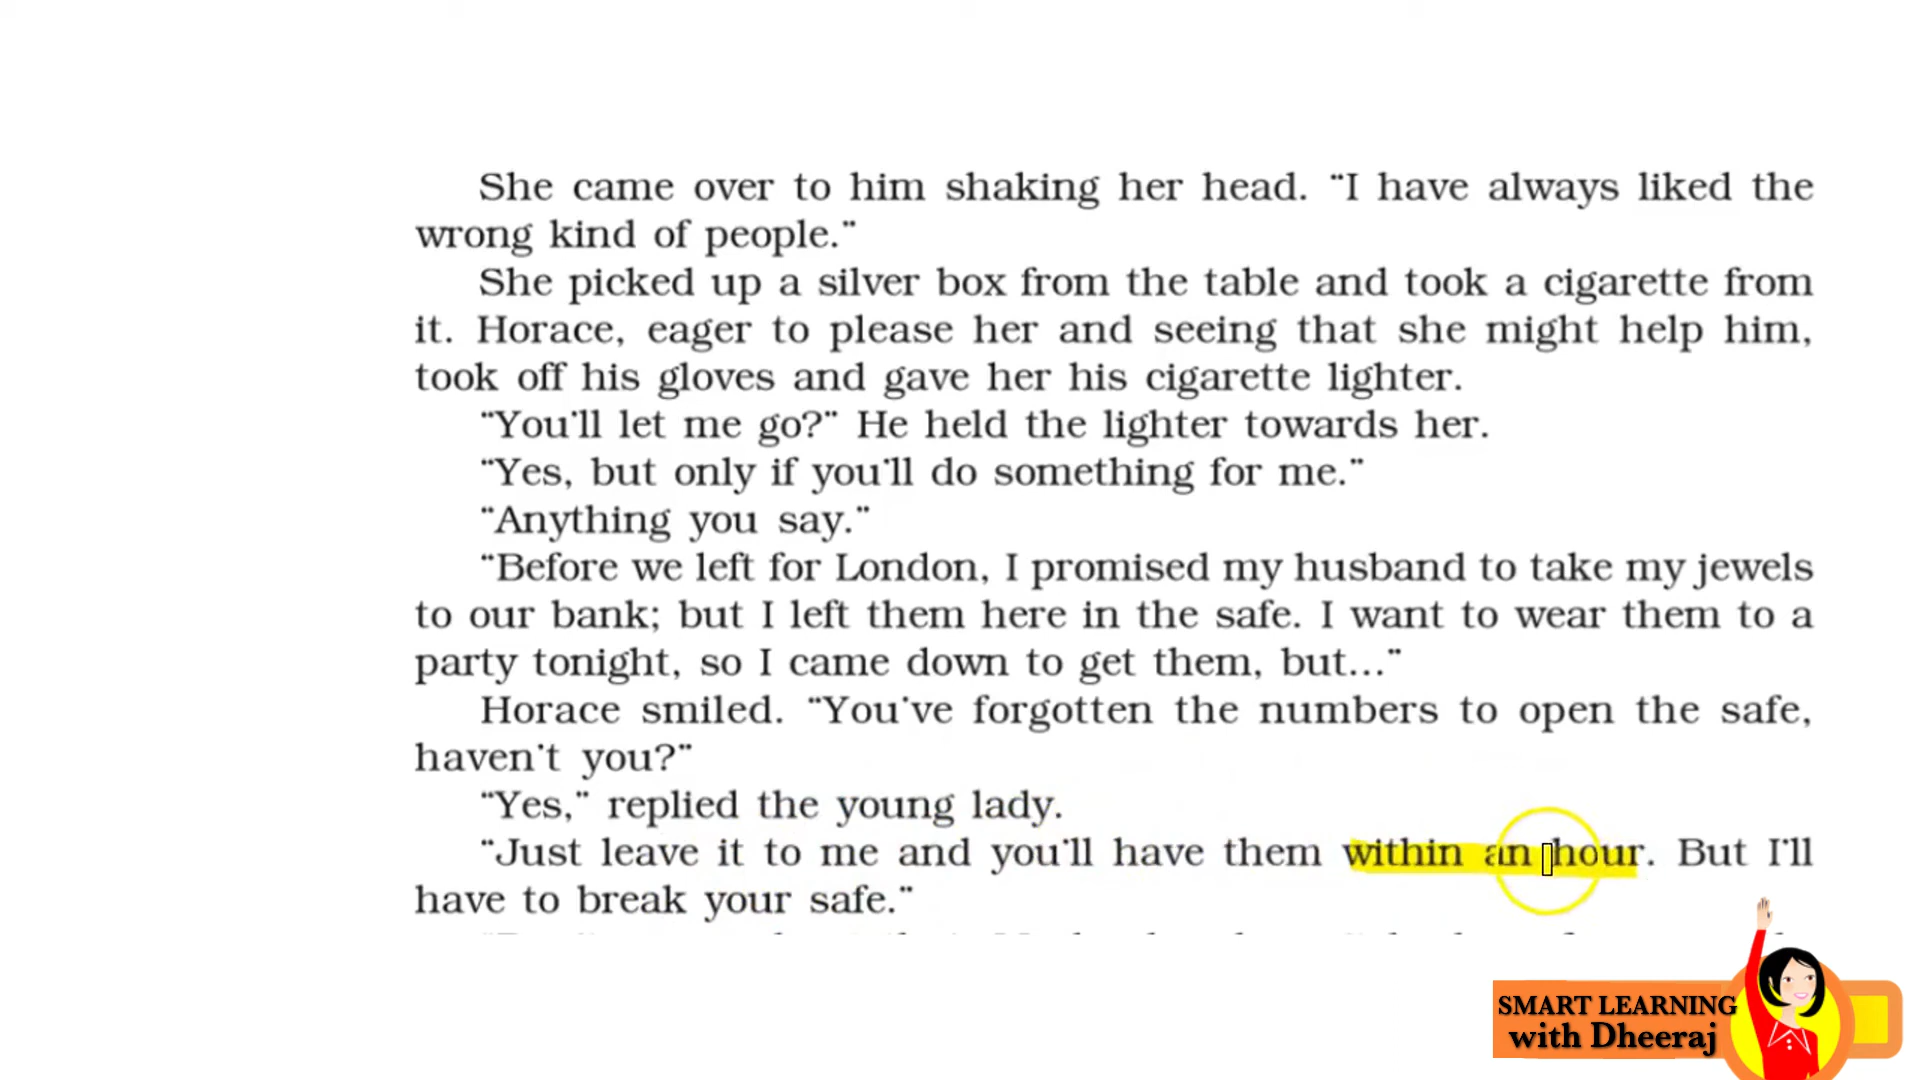 She came over to him shaking her head. “I have always liked the
wrong kind of people.”
She picked up a silver box from the table and took a cigarette from
it. Horace, eager to please her and seeing that she might help him,
took off his gloves and gave her his cigarette lighter.
“You'll let me go?” He held the lighter towards her.
“Yes, but only if you'll do something for me.”
“Anything you say.”
“Before we left for London, I promised my husband to take my jewels
to our bank; but I left them here in the safe. I want to wear them to a
party tonight, so I came down to get them, but...”
Horace smiled. “You've forgotten the numbers to open the safe,
haven't you?”
“Yes,” replied the young lady.
“Just leave it to me and you'll have them within an hour. But I'll
have to break your safe.”
SMART LEARNING
with Dheeraj